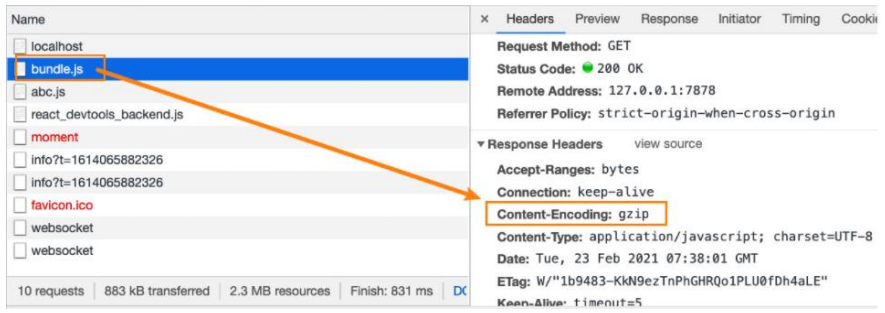 Name
localhost
bundle.js
abc.js
react_devtools_backend.js
moment
info?t=1614065882326
info?t=1614065882326
favicon.ico
websocket
websocket
10 requests 883 kB transferred 2.3 MB resources Finish: 831 ms
× Headers Preview Response Initiator Timing
Request Method: GET
Status Code: 200 OK
Remote Address: 127.0.0.1:7878
Referrer Policy: strict-origin-when-cross-origin
▼ Response Headers view source
Accept-Ranges: bytes
Connection: keep-alive
Content-Encoding: gzip
Content-Type: application/javascript; charset=UTF-8
Date: Tue, 23 Feb 2021 07:38:01 GMT
ETag: W/"1b9483-KkN9ezTnPhGHRQo1PLU0fDh4aLE"
Keep-Alive: timeout=5